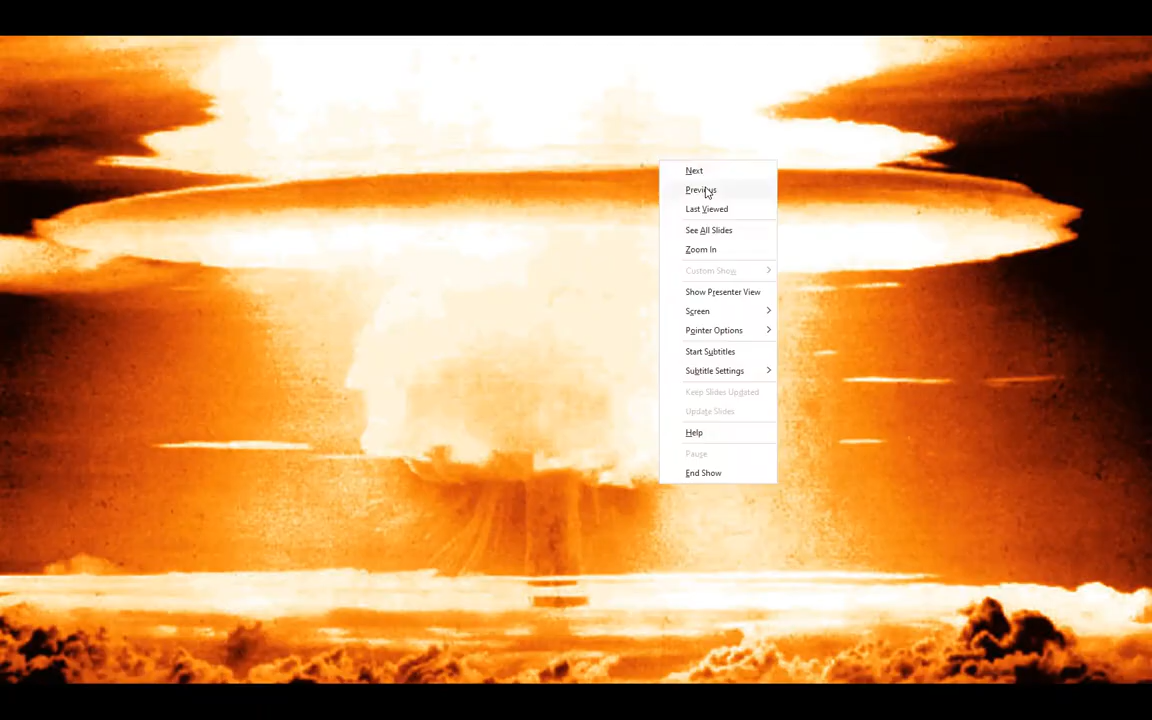 Next
Previous
Last Viewed
See All Slides
Zoom In
Custom Show
Show Presenter View
Screen
Pointer Options
Start Subtitles
Subtitle Settings
Keep Slides Updated
Update Slides
Help
Pause
End Show